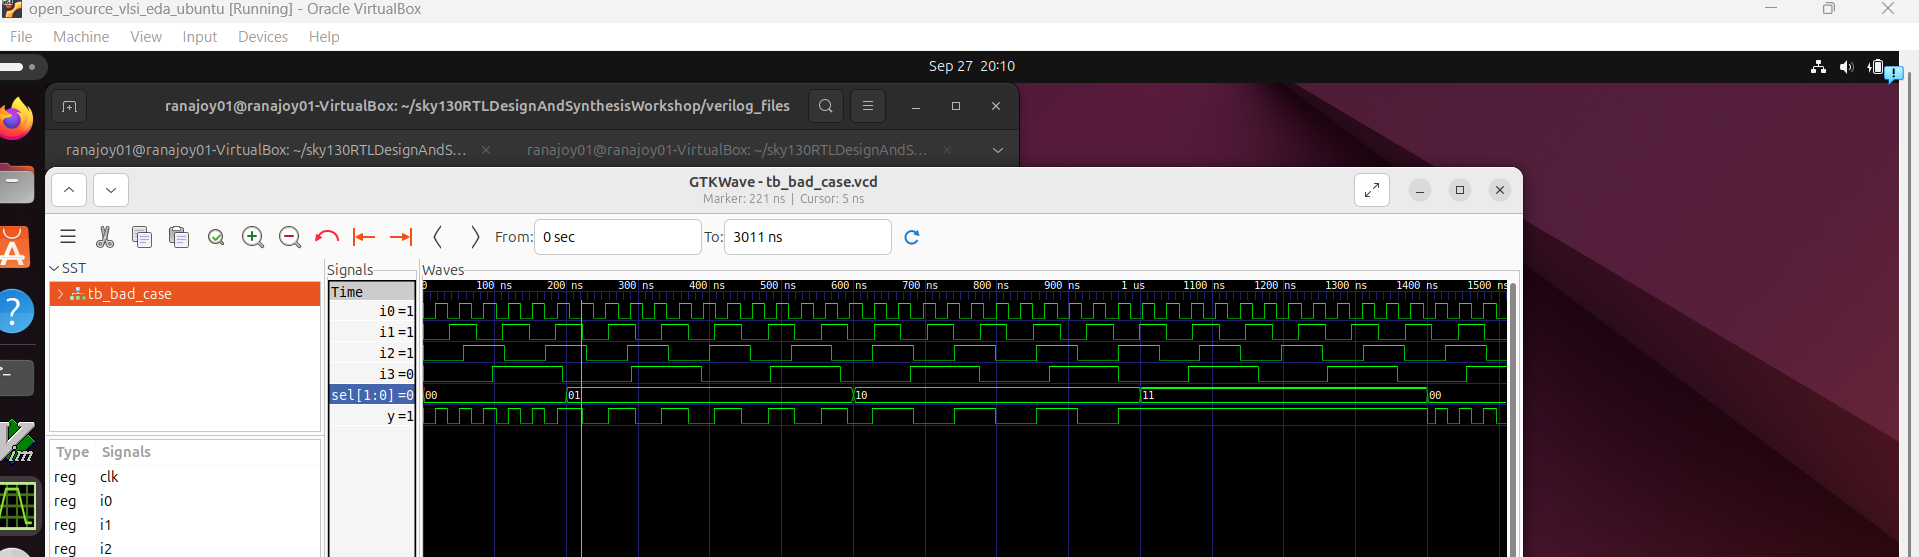 open_source_vlsi_eda_ubuntu [Running] - Oracle VirtualBox
File Machine View Input Devices Help
Sep 27 20:10
ranajoy01@ranajoy01-VirtualBox: ~/sky130RTLDesignAndSynthesisWorkshop/verilog_files
ranajoy01@ranajoy01-VirtualBox: ~/sky130RTLDesignAndS... ranajoy01@ranajoy01-VirtualBox: ~/sky130RTLDesignAndS...
GTKWave - tb_bad_case.vcd
Marker: 221 ns | Cursor: 5 ns
From: 0 sec To: 3011 ns
SST
tb_bad_case
Type Signals
reg clk
reg i0
reg i1
reg i2
Signals
Time
i0 =1
i1 =1
i2 =1
i3 =0
sel[1:0] =0
y =1
Waves
0 100 ns 200 ns 300 ns 400 ns 500 ns 600 ns 700 ns 800 ns 900 ns 1 us 1100 ns 1200 ns 1300 ns 1400 ns 1500 ns
00 01 10 11 00